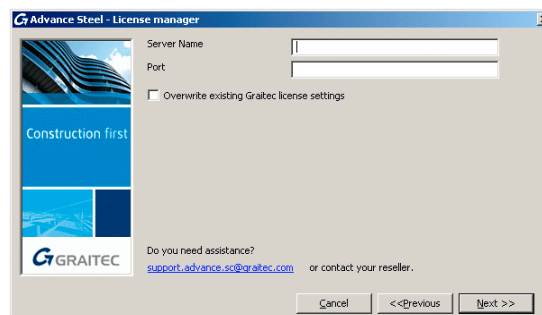 Advance Steel - License manager
Server Name
Port
Overwrite existing Graitec license settings
Construction first
GRAITEC
Do you need assistance?
support.advance.sc@graitec.com or contact your reseller.
Cancel <<Previous Next >>